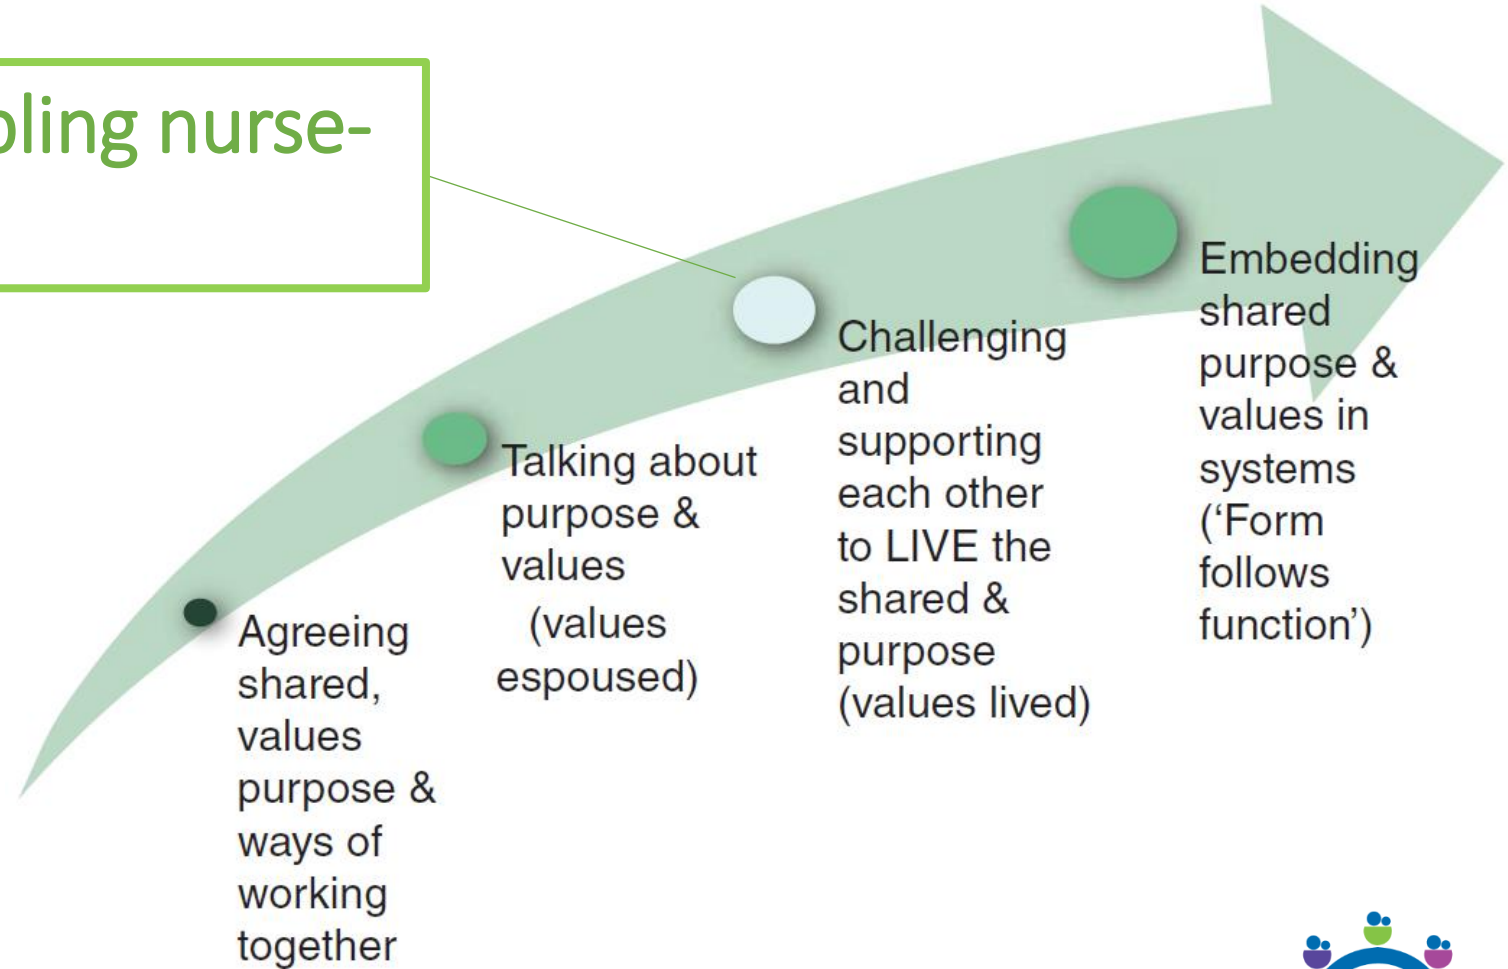 nurse-
Agreeing
shared,
values
purpose &
ways of
working
together
Talking about
purpose &
values
(values
espoused)
Challenging
and
supporting
each other
to LIVE the
shared &
purpose
(values lived)
Embedding
shared
purpose &
values in
systems
(‘Form
follows
function’)